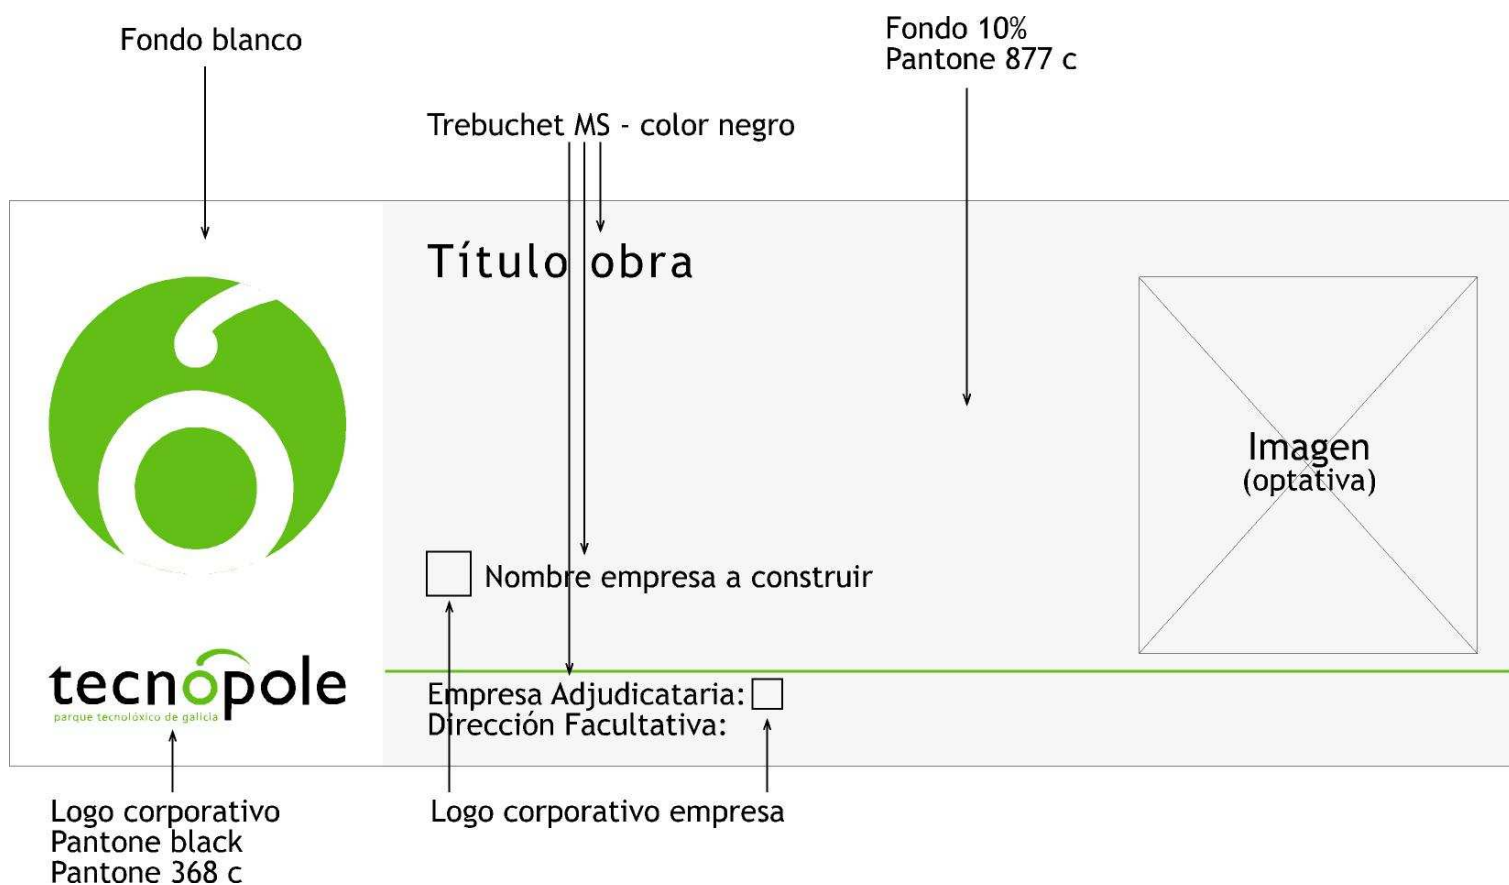 Fondo blanco
Fondo 10%
Pantone 877 c
Trebuchet MS - color negro
Título obra
Imagen
(optativa)
Nombre empresa a construir
tecnópole
parque tecnolóxico de galicia
Empresa Adjudicataria:
Dirección Facultativa:
Logo corporativo
Pantone black
Pantone 368 c
Logo corporativo empresa